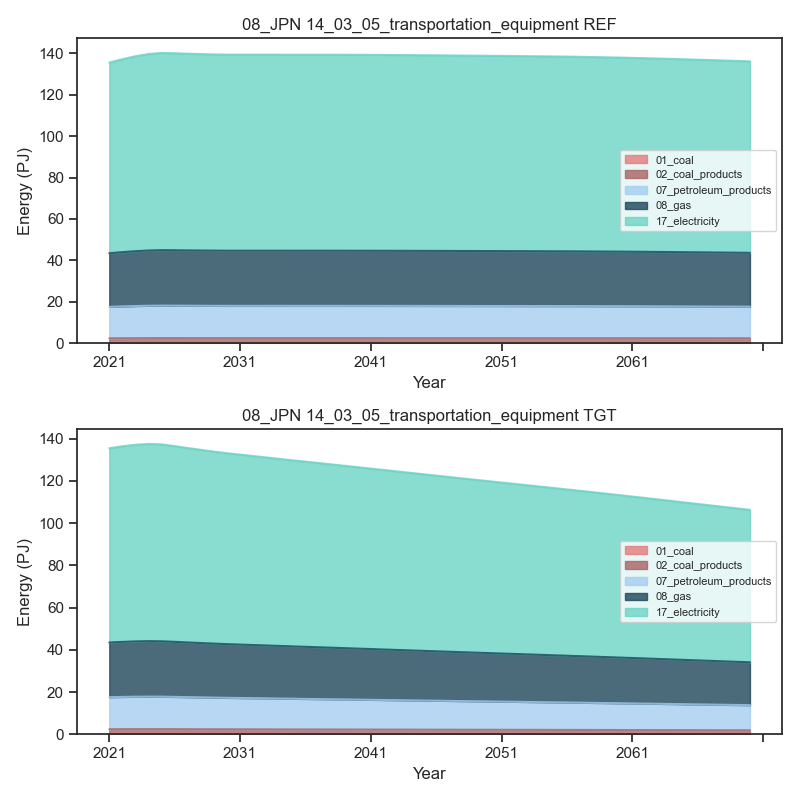 08_JPN 14_03_05_transportation_equipment REF
140
120
100
80
60
40
20
0
Energy (PJ)
01_coal
02_coal_products
07_petroleum_products
08_gas
17_electricity
2021 2031 2041 2051 2061
Year
08_JPN 14_03_05_transportation_equipment TGT
140
120
100
80
60
40
20
0
Energy (PJ)
01_coal
02_coal_products
07_petroleum_products
08_gas
17_electricity
2021 2031 2041 2051 2061
Year